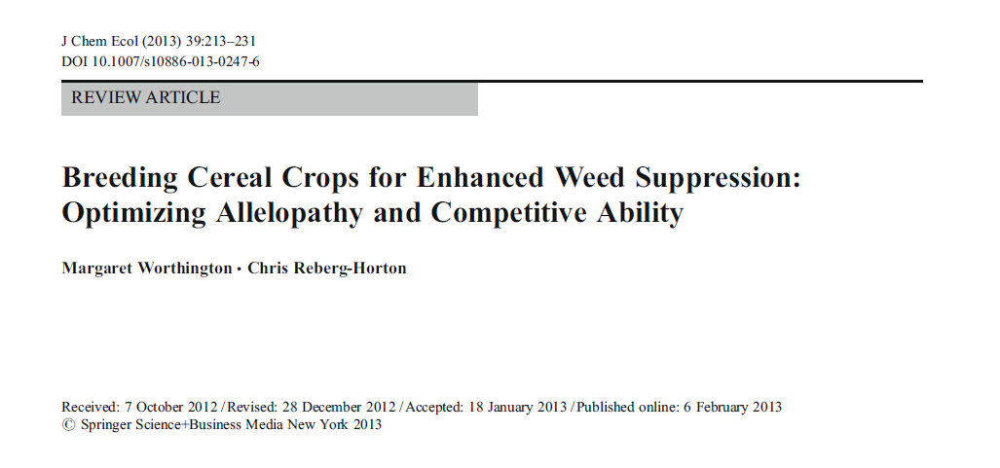 J Chem Ecol (2013) 39:213–231
DOI 10.1007/s10886-013-0247-6
REVIEW ARTICLE
Breeding Cereal Crops for Enhanced Weed Suppression:
Optimizing Allelopathy and Competitive Ability
Margaret Worthington · Chris Reberg-Horton
Received: 7 October 2012 / Revised: 28 December 2012 / Accepted: 18 January 2013 / Published online: 6 February 2013
© Springer Science+Business Media New York 2013